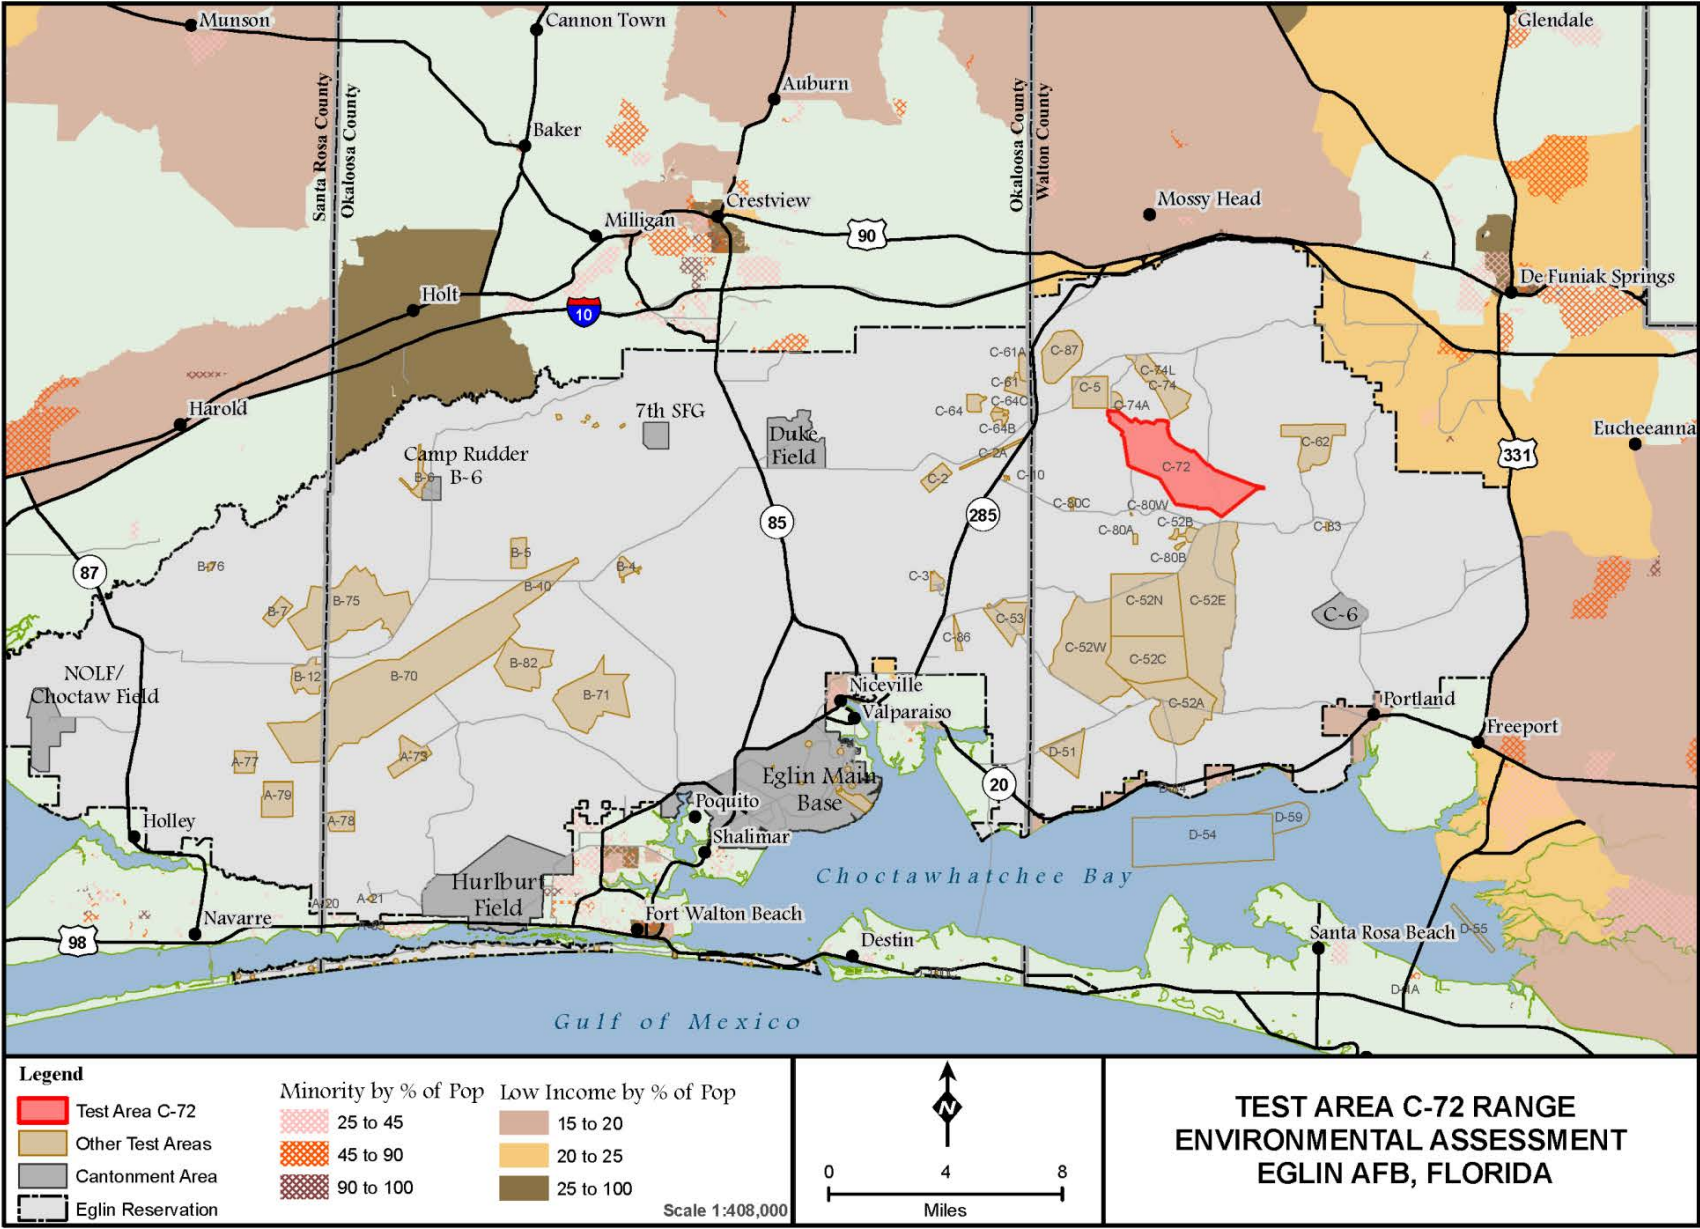 Munson
Cannon Town
Glendale
Auburn
Santa Rosa County
Okaloosa County
Okaloosa County
Walton County
Baker
Mossy Head
Crestview
Milligan
90
De Funiak Springs
Holt
10
C-61A
C-87
C-61
C-5
C-74L
C-74
C-64C
C-74A
C-64
C-64B
Harold
7th SFG
Duke
Field
Eucheeanna
C-62
331
Camp Rudder
B-6
B-6
C-2A
C-2
C-10
C-72
C-80C
C-80W
85
285
C-52B
C-80A
C-83
C-80B
B-5
B-4
B-76
87
B-10
C-3
B-75
B-7
C-52N
C-52E
C-6
C-53
C-86
C-52W
C-52C
NOLF/
Choctaw Field
B-12
B-70
B-82
B-71
Niceville
Valparaiso
C-52A
Portland
Freeport
A-77
A-73
D-51
Eglin Main
Base
20
A-79
A-78
Poquito
Shalimar
Holley
D-54
D-59
Choctawhatchee Bay
Hurlburt
Field
A-20
A-21
Navarre
Fort Walton Beach
98
Destin
Santa Rosa Beach
D-55
Gulf of Mexico
Legend
Test Area C-72
Other Test Areas
Cantonment Area
Eglin Reservation
Minority by % of Pop
25 to 45
45 to 90
90 to 100
Low Income by % of Pop
15 to 20
20 to 25
25 to 100
Scale 1:408,000
N
0 4 8
Miles
TEST AREA C-72 RANGE
ENVIRONMENTAL ASSESSMENT
EGLIN AFB, FLORIDA